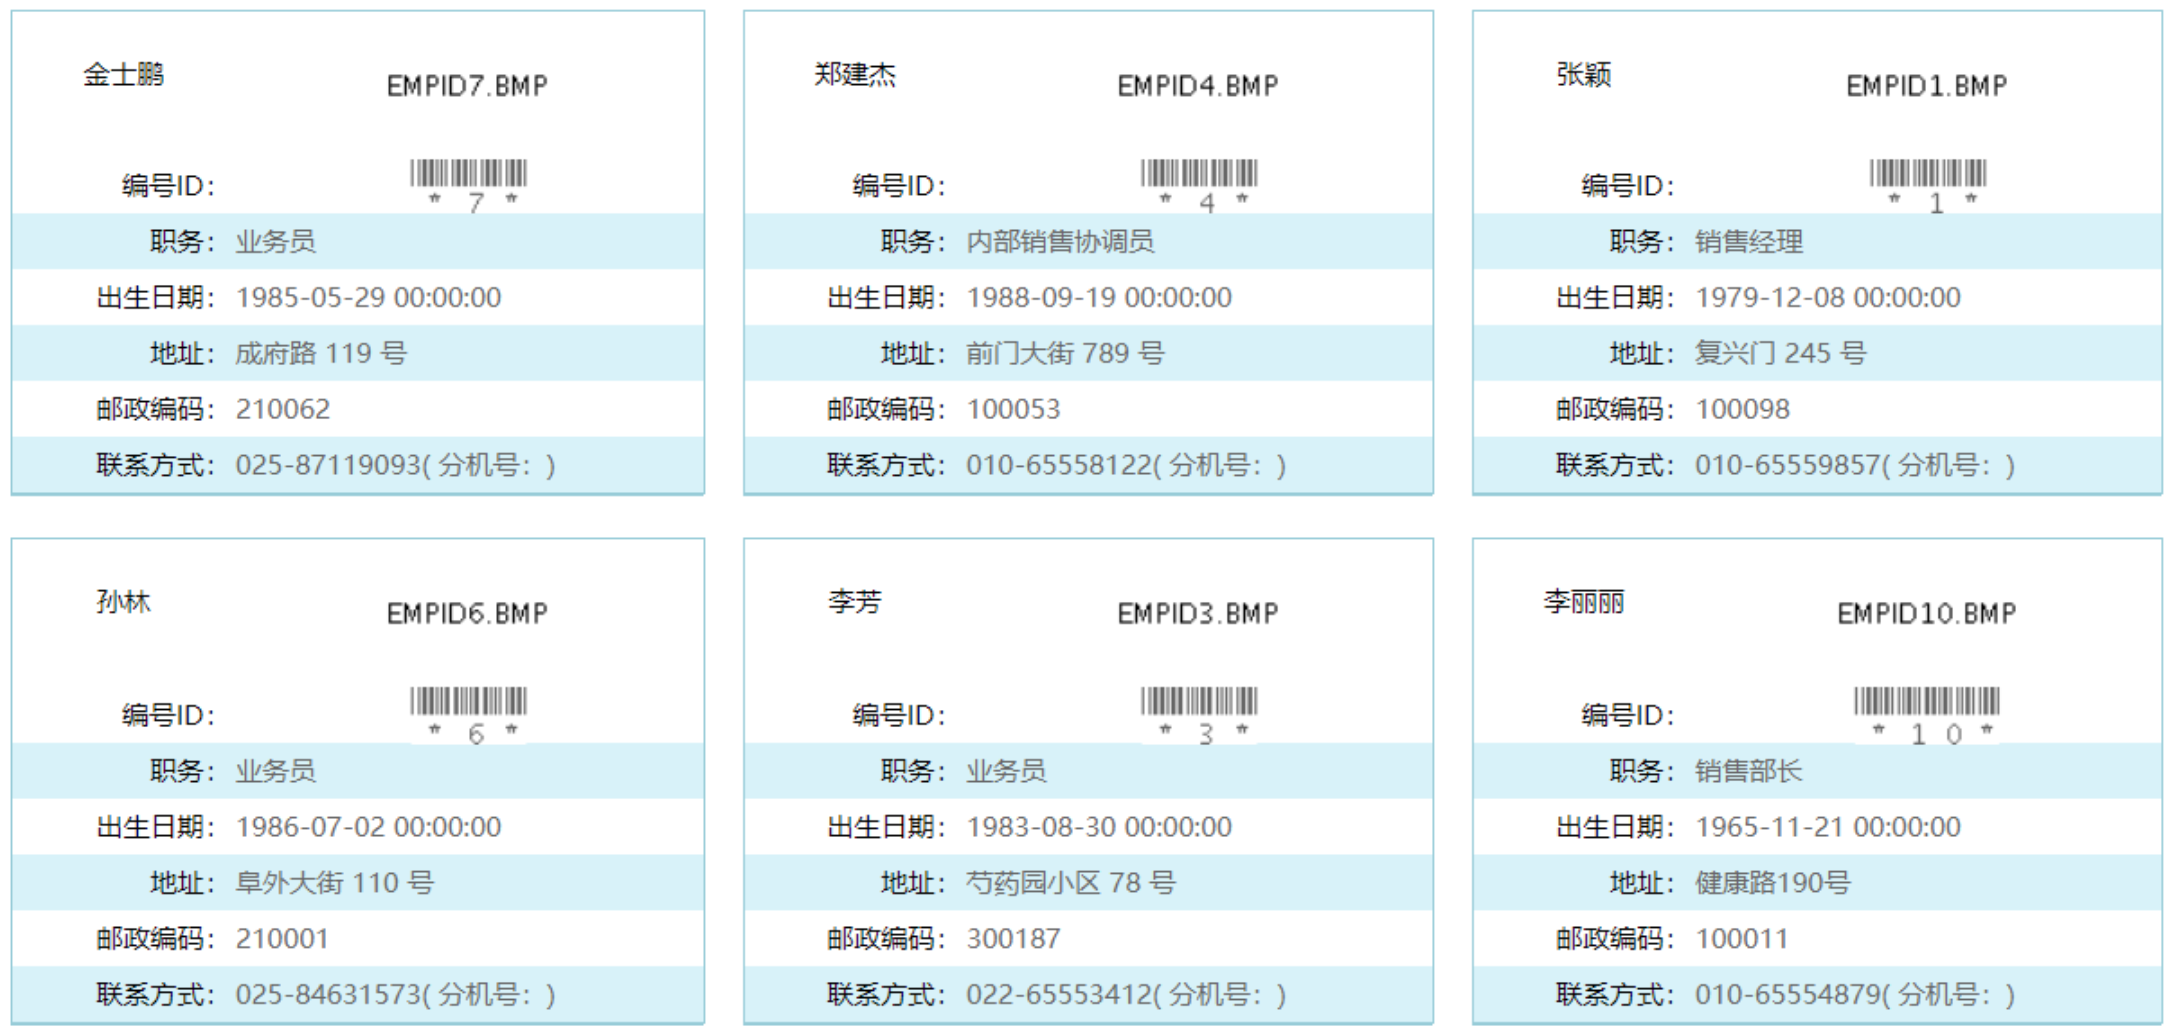 金士鹏
EMPID7.BMP
编号ID：
* 7 *
职务： 业务员
出生日期： 1985-05-29 00:00:00
地址： 成府路 119 号
邮政编码： 210062
联系方式： 025-87119093( 分机号： )
郑建杰
EMPID4.BMP
编号ID：
* 4 *
职务： 内部销售协调员
出生日期： 1988-09-19 00:00:00
地址： 前门大街 789 号
邮政编码： 100053
联系方式： 010-65558122( 分机号： )
张颖
EMPID1.BMP
编号ID：
* 1 *
职务： 销售经理
出生日期： 1979-12-08 00:00:00
地址： 复兴门 245 号
邮政编码： 100098
联系方式： 010-65559857( 分机号： )
孙林
EMPID6.BMP
编号ID：
* 6 *
职务： 业务员
出生日期： 1986-07-02 00:00:00
地址： 阜外大街 110 号
邮政编码： 210001
联系方式： 025-84631573( 分机号： )
李芳
EMPID3.BMP
编号ID：
* 3 *
职务： 业务员
出生日期： 1983-08-30 00:00:00
地址： 芍药园小区 78 号
邮政编码： 300187
联系方式： 022-65553412( 分机号： )
李丽丽
EMPID10.BMP
编号ID：
* 1 0 *
职务： 销售部长
出生日期： 1965-11-21 00:00:00
地址： 健康路190号
邮政编码： 100011
联系方式： 010-65554879( 分机号： )